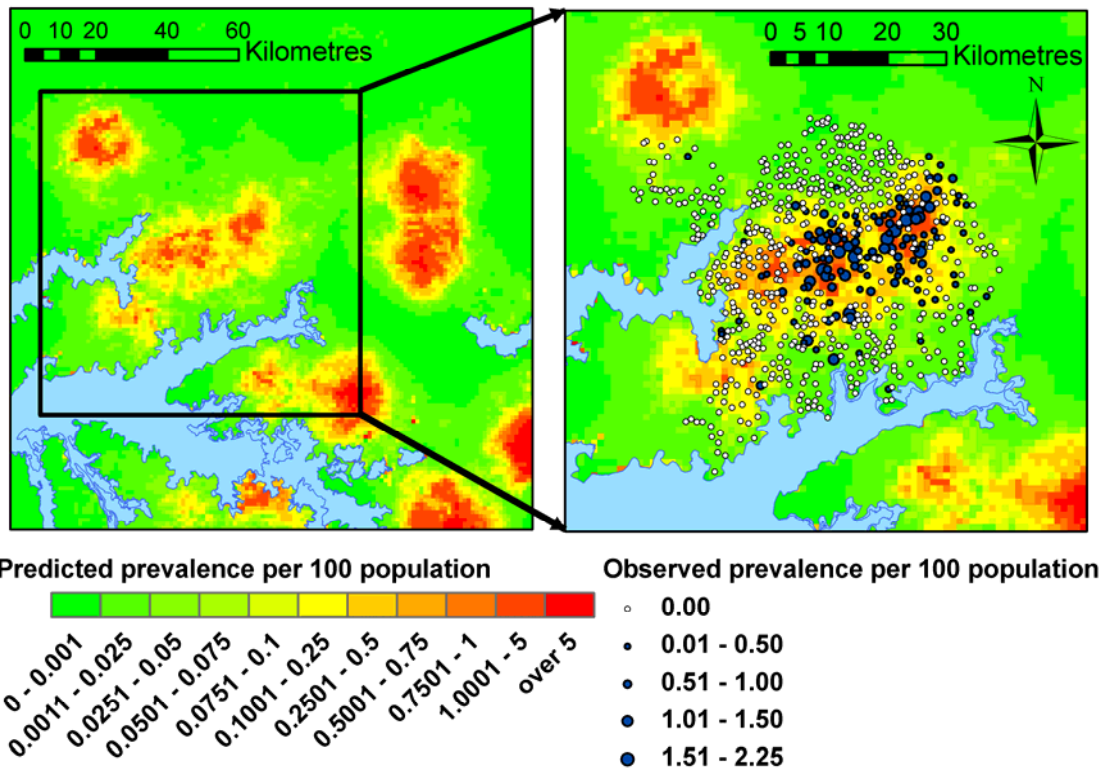 0 10 20 40 60
Kilometres
0 5 10 20 30
Kilometres
N
Predicted prevalence per 100 population
0 - 0.001
0.0011 - 0.025
0.0251 - 0.05
0.0501 - 0.075
0.0751 - 0.1
0.1001 - 0.25
0.2501 - 0.5
0.5001 - 0.75
0.7501 - 1
1.0001 - 5
over 5
Observed prevalence per 100 population
0.00
0.01 - 0.50
0.51 - 1.00
1.01 - 1.50
1.51 - 2.25